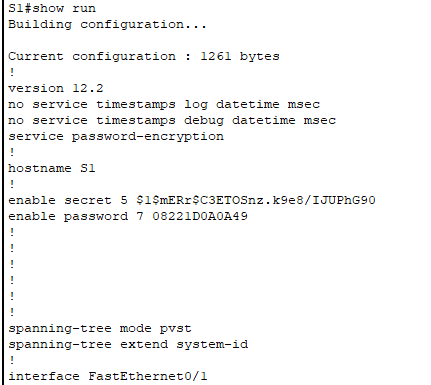 S1#show run
Building configuration...
Current configuration : 1261 bytes
!
version 12.2
no service timestamps log datetime msec
no service timestamps debug datetime msec
service password-encryption
!
hostname S1
!
enable secret 5 $1$mERr$C3ETOSnz.k9e8/IJUPhG90
enable password 7 08221D0A0A49
!
!
!
!
!
!
spanning-tree mode pvst
spanning-tree extend system-id
!
interface FastEthernet0/1